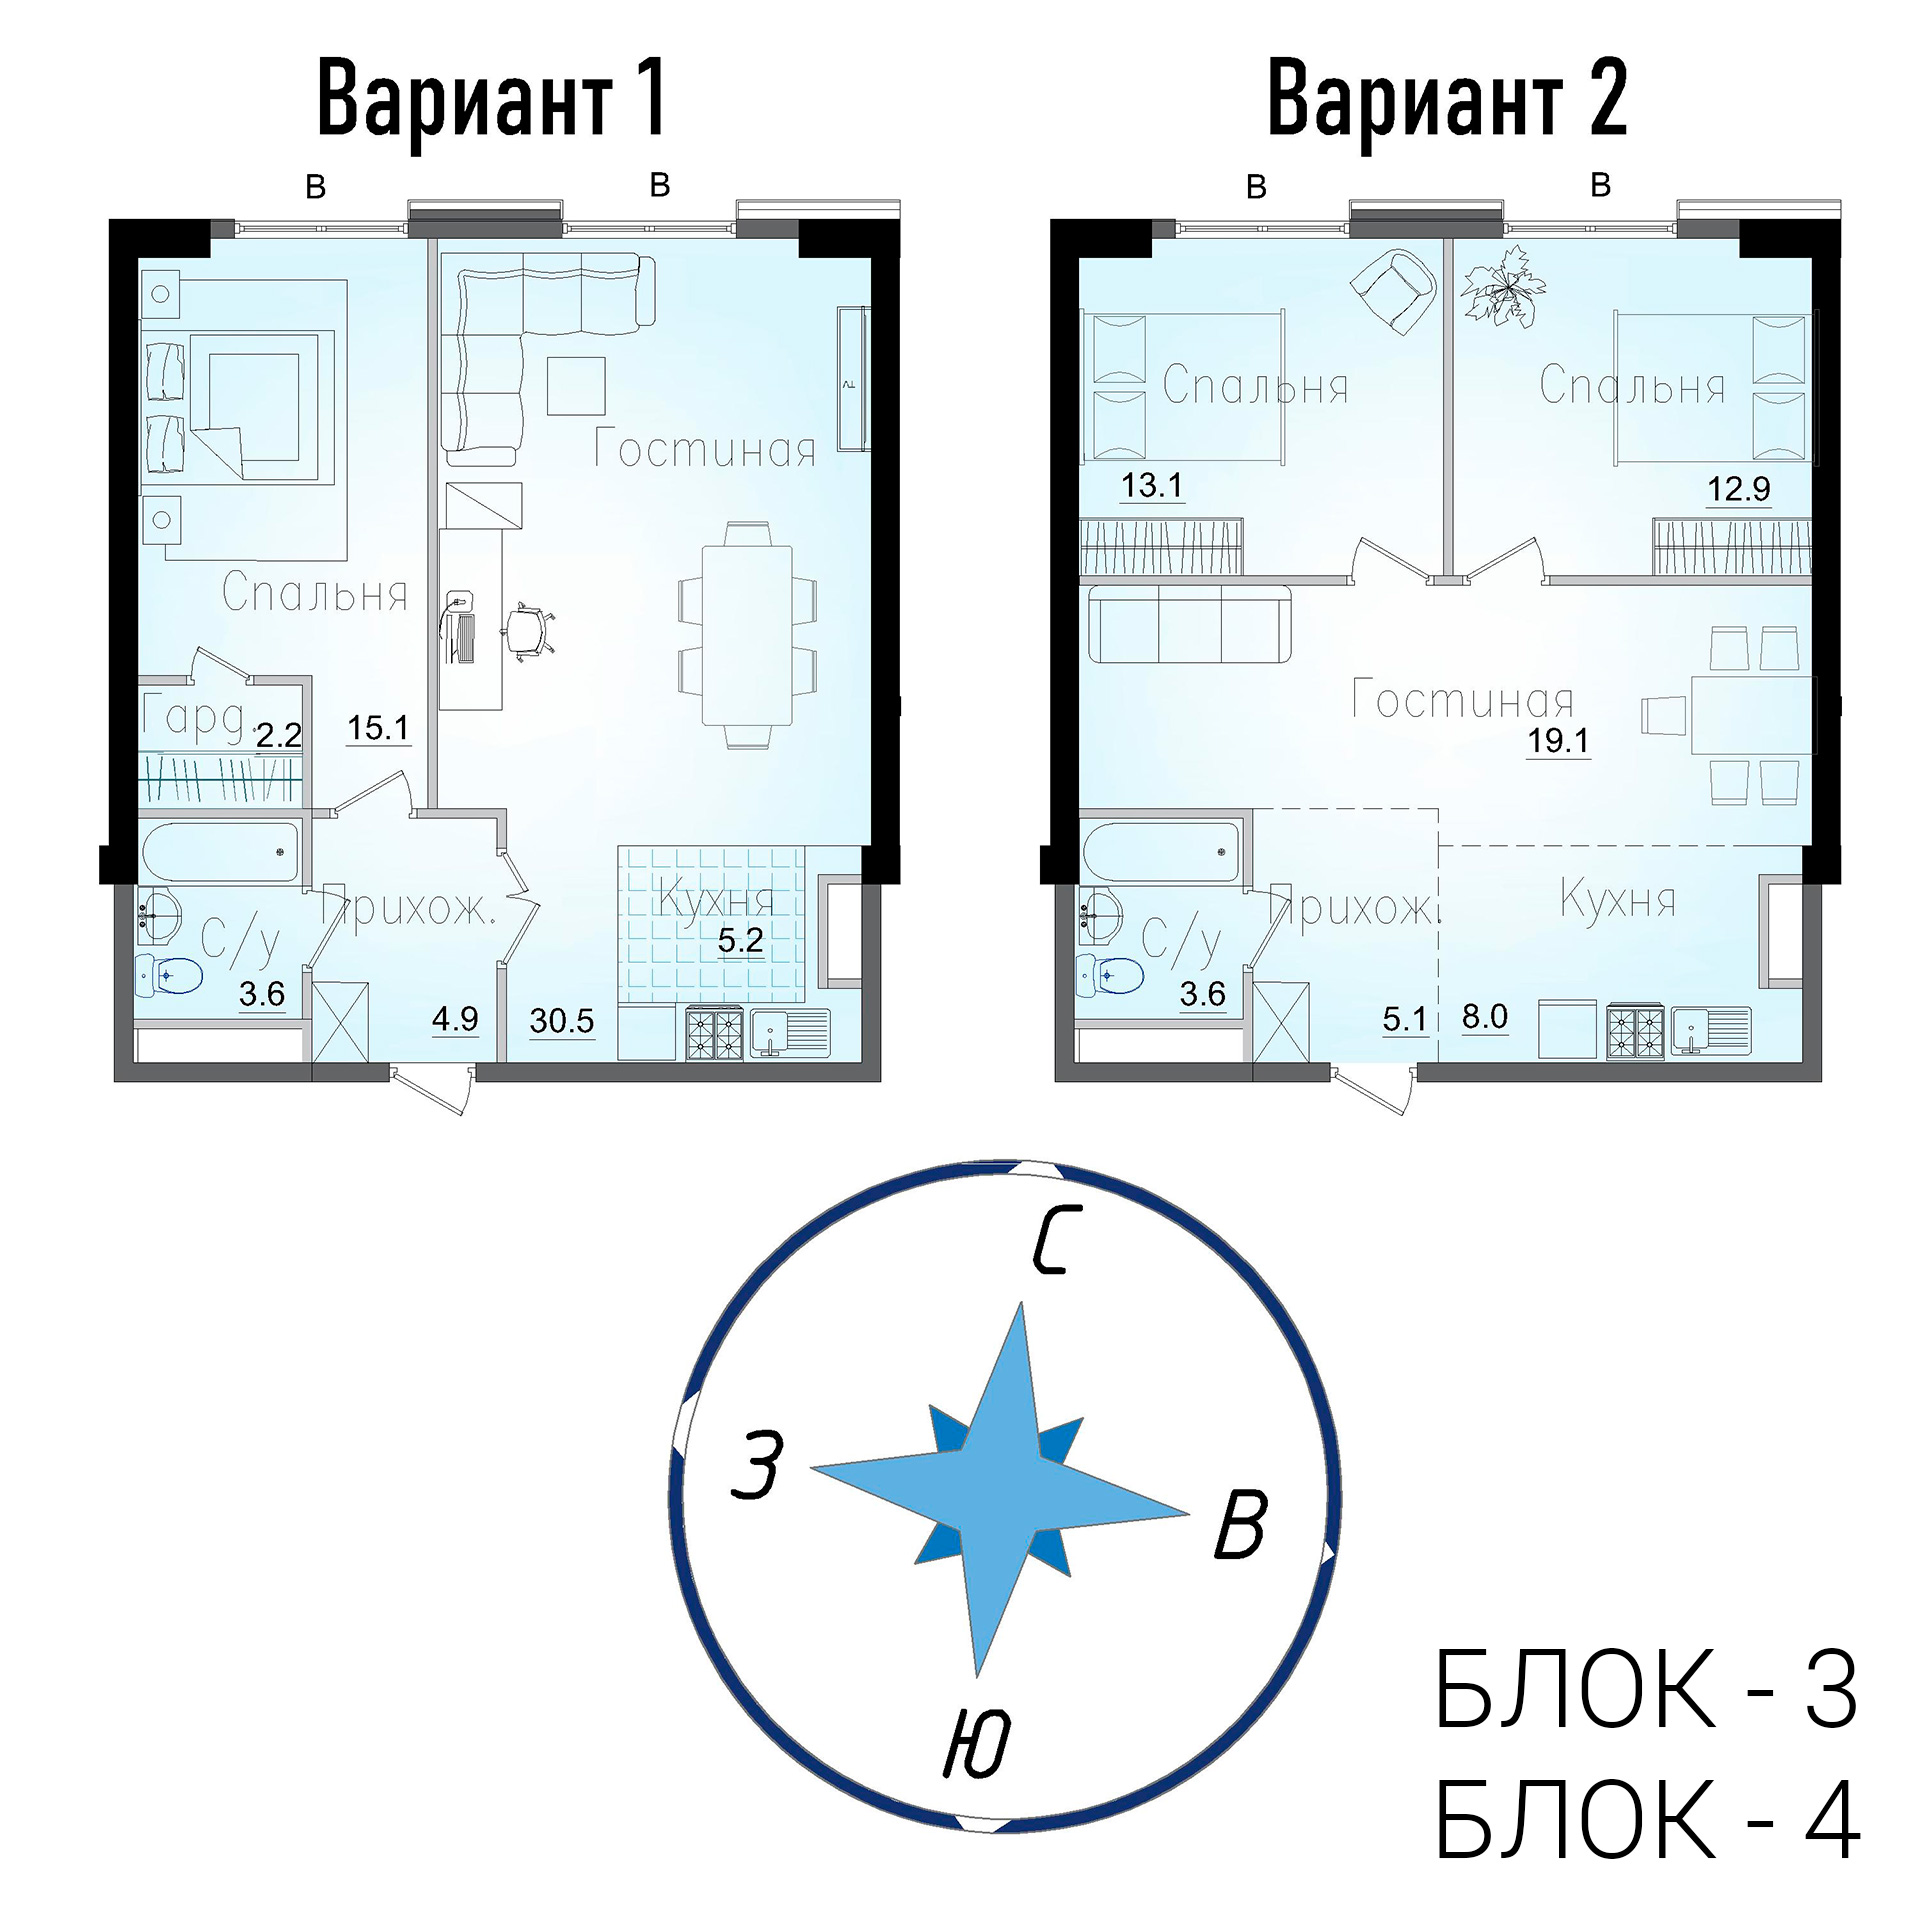 Вариант 1
В
В
Спальня
Гостиная
TV
Гард.
2.2
15.1
С/у
3.6
Прихож.
4.9
30.5
Кухня
5.2
Вариант 2
В
В
Спальня
13.1
Спальня
12.9
Гостиная
19.1
С/у
3.6
Прихож.
5.1
Кухня
8.0
С
З
В
Ю
БЛОК - 3
БЛОК - 4